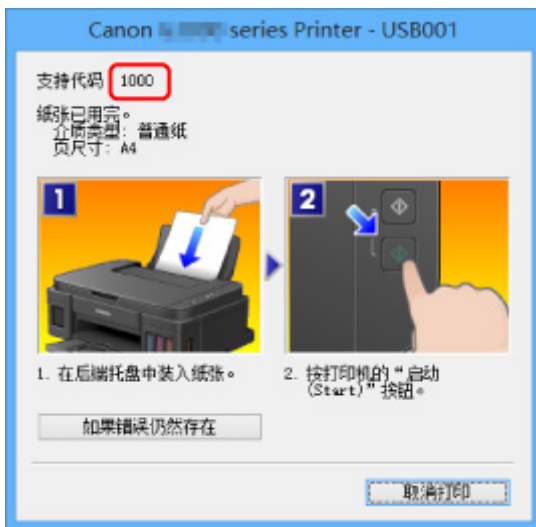 Canon series Printer - USB001
支持代码 1000
纸张已用完。
介质类型: 普通纸
页尺寸: A4
1 2
1. 在后端托盘中装入纸张。
2. 按打印机的“启动
(Start)”按钮。
如果错误仍然存在
取消打印